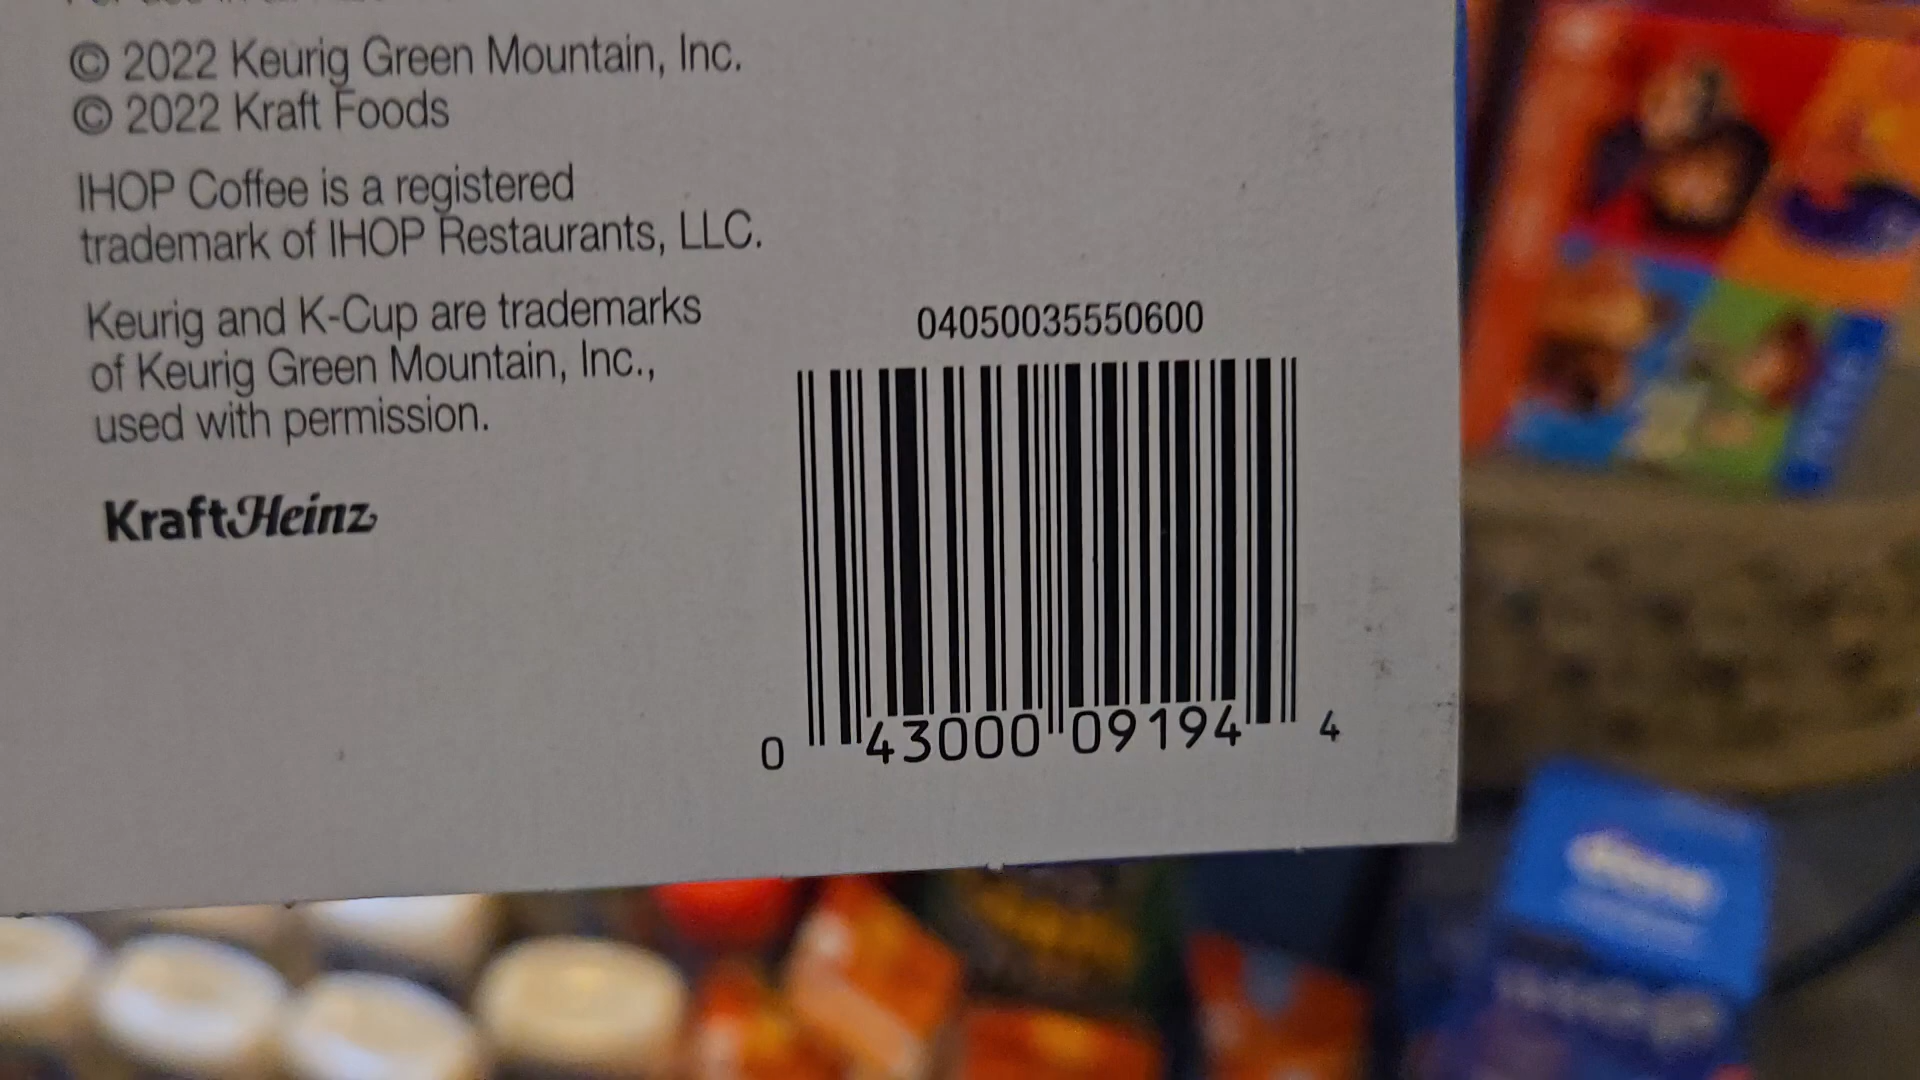 © 2022 Keurig Green Mountain, Inc.
© 2022 Kraft Foods
IHOP Coffee is a registered
trademark of IHOP Restaurants, LLC.
Keurig and K-Cup are trademarks
of Keurig Green Mountain, Inc.,
used with permission.
KraftHeinz
04050035550600
0 43000 09194 4